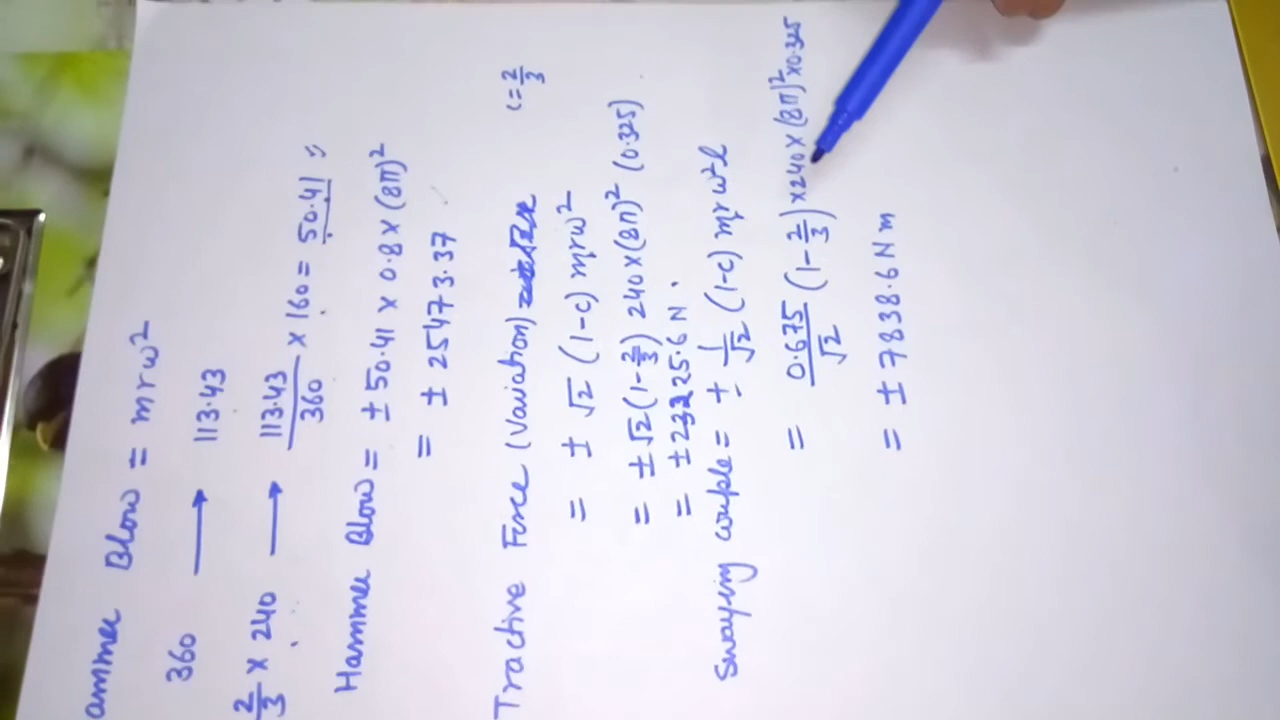 ammer Blow = mrω²
360 → 113.43
2/3 × 240 → 113.43/360 × 160 = 50.41
Hammer Blow = ± 50.41 × 0.8 × (8π)²
= ± 25473.37
Tractive Force (Variation) c = 2/3
= ± √2 (1-c) mrω²
= ± √2 (1-2/3) 240 × (8π)² (0.325)
= ± 23225.6 N.
Swaying couple = ± 1/√2 (1-c) mrω²l
= 0.675/√2 (1-2/3) × 240 × (8π)² × 0.325
= ± 7838.6 N m